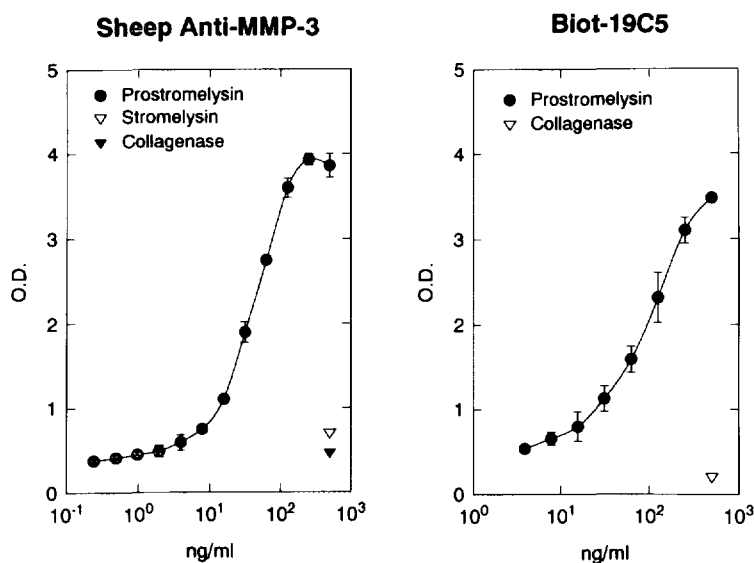 Sheep Anti-MMP-3
Biot-19C5
5
4
3
2
1
0
O.D.
Prostromelysin
Stromelysin
Collagenase
10-1
10⁰
10¹
10²
10³
ng/ml
5
4
3
2
1
0
O.D.
Prostromelysin
Collagenase
10⁰
10¹
10²
10³
ng/ml